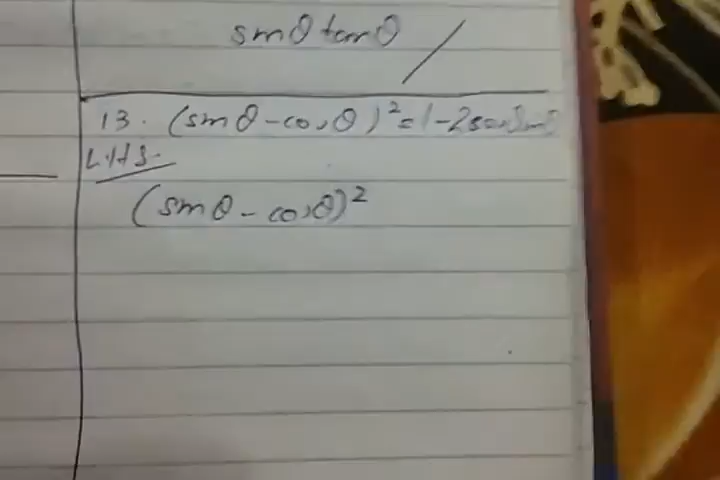 sinθ tanθ /
13. (sinθ - cosθ)² = 1 - 2
L.H.S.
(sinθ - cosθ)²